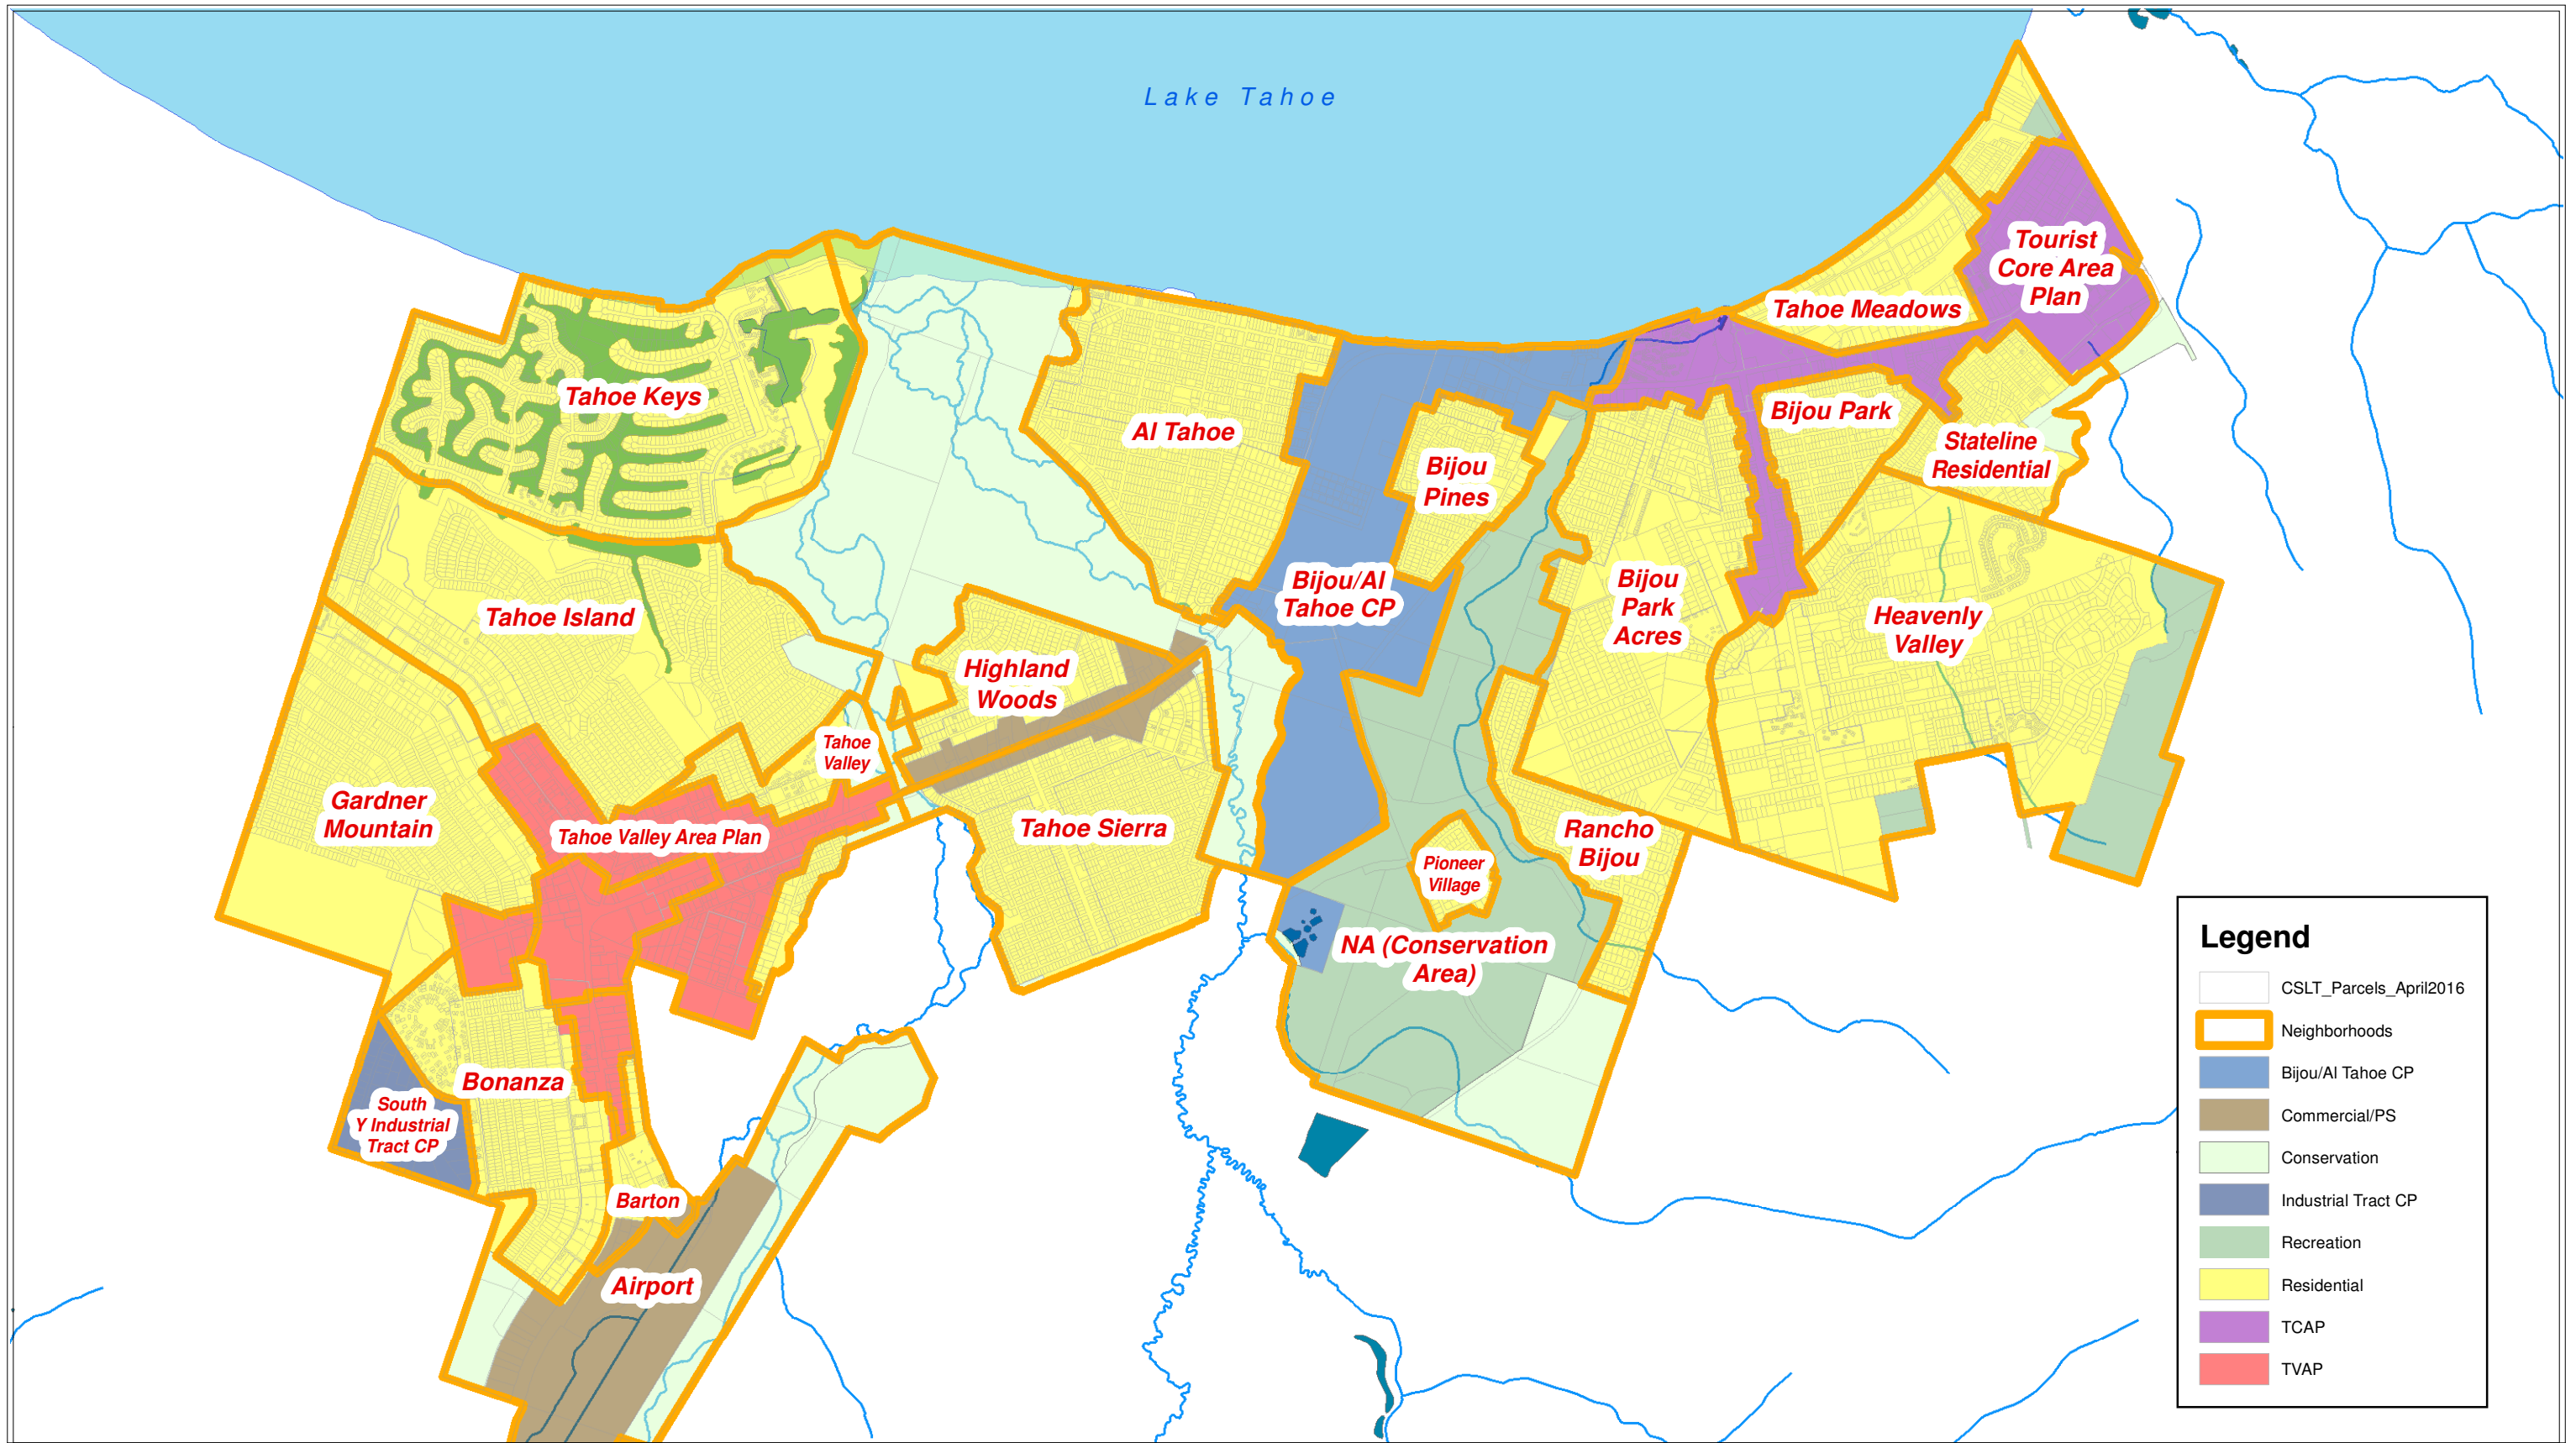 Lake Tahoe
Tourist
Core Area
Plan
Tahoe Meadows
Tahoe Keys
Al Tahoe
Bijou Park
Stateline
Residential
Bijou
Pines
Bijou/Al
Tahoe CP
Bijou
Park
Acres
Heavenly
Valley
Tahoe Island
Highland
Woods
Tahoe
Valley
Gardner
Mountain
Tahoe Valley Area Plan
Tahoe Sierra
Rancho
Bijou
Pioneer
Village
NA (Conservation
Area)
Bonanza
South
Y Industrial
Tract CP
Barton
Airport
Legend
CSLT_Parcels_April2016
Neighborhoods
Bijou/Al Tahoe CP
Commercial/PS
Conservation
Industrial Tract CP
Recreation
Residential
TCAP
TVAP